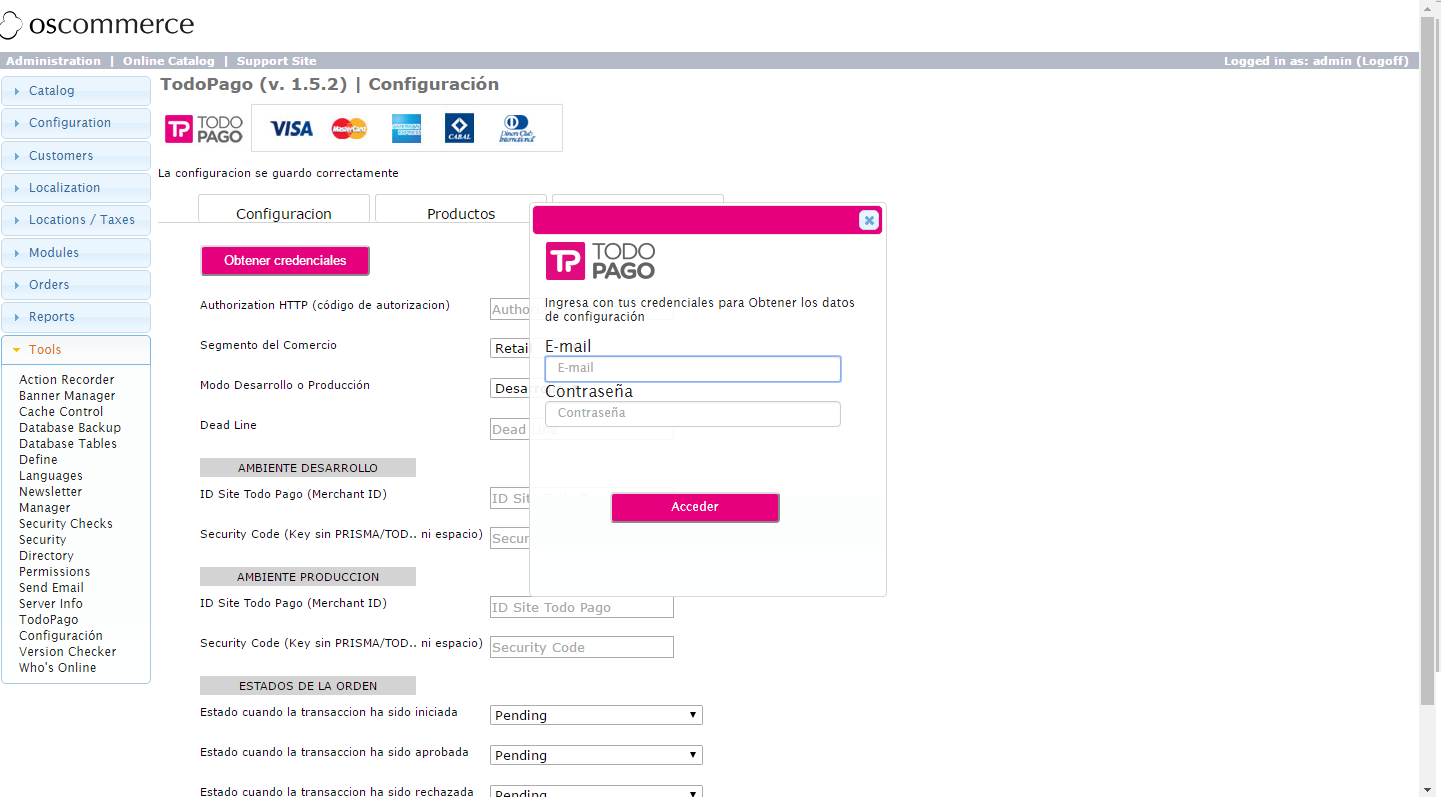 oscommerce
Administration | Online Catalog | Support Site
Logged in as: admin (Logoff)
Catalog
Configuration
Customers
Localization
Locations / Taxes
Modules
Orders
Reports
Tools
Action Recorder
Banner Manager
Cache Control
Database Backup
Database Tables
Define
Languages
Newsletter
Manager
Security Checks
Security
Directory
Permissions
Send Email
Server Info
TodoPago
Configuración
Version Checker
Who's Online
TodoPago (v. 1.5.2) | Configuración
TP TODO
PAGO
VISA
MasterCard
AMERICAN
EXPRESS
CABAL
Diners Club
International
La configuracion se guardo correctamente
Configuracion
Productos
Obtener credenciales
Authorization HTTP (código de autorizacion)
Autho
Segmento del Comercio
Retai
Modo Desarrollo o Producción
Desarr
Dead Line
Dead Line
AMBIENTE DESARROLLO
ID Site Todo Pago (Merchant ID)
ID Sit
Security Code (Key sin PRISMA/TOD.. ni espacio)
Secur
AMBIENTE PRODUCCION
ID Site Todo Pago (Merchant ID)
ID Site Todo Pago
Security Code (Key sin PRISMA/TOD.. ni espacio)
Security Code
ESTADOS DE LA ORDEN
Estado cuando la transaccion ha sido iniciada
Pending
Estado cuando la transaccion ha sido aprobada
Pending
Estado cuando la transaccion ha sido rechazada
Pending
TP TODO
PAGO
Ingresa con tus credenciales para Obtener los datos
de configuración
E-mail
E-mail
Contraseña
Contraseña
Acceder